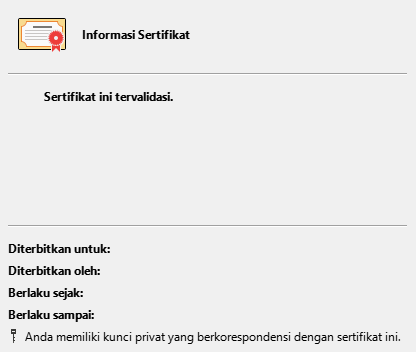 Informasi Sertifikat
Sertifikat ini tervalidasi.
Diterbitkan untuk:
Diterbitkan oleh:
Berlaku sejak:
Berlaku sampai:
Anda memiliki kunci privat yang berkorespondensi dengan sertifikat ini.